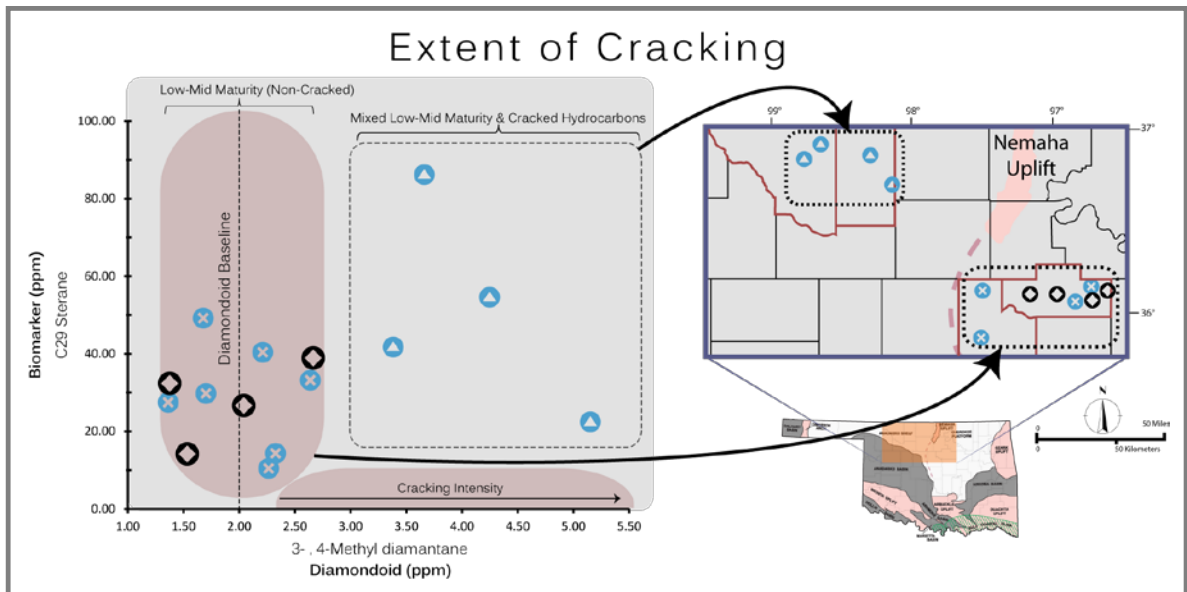 Extent of Cracking
Low-Mid Maturity (Non-Cracked)
Mixed Low-Mid Maturity & Cracked Hydrocarbons
100.00
80.00
60.00
40.00
20.00
0.00
Biomarker (ppm)
C29 Sterane
Diamondoid Baseline
Cracking Intensity
1.00
1.50
2.00
2.50
3.00
3.50
4.00
4.50
5.00
5.50
3- , 4-Methyl diamantane
Diamondoid (ppm)
99°
98°
97°
37°
36°
Nemaha
Uplift
N
50 Miles
0
50 Kilometers